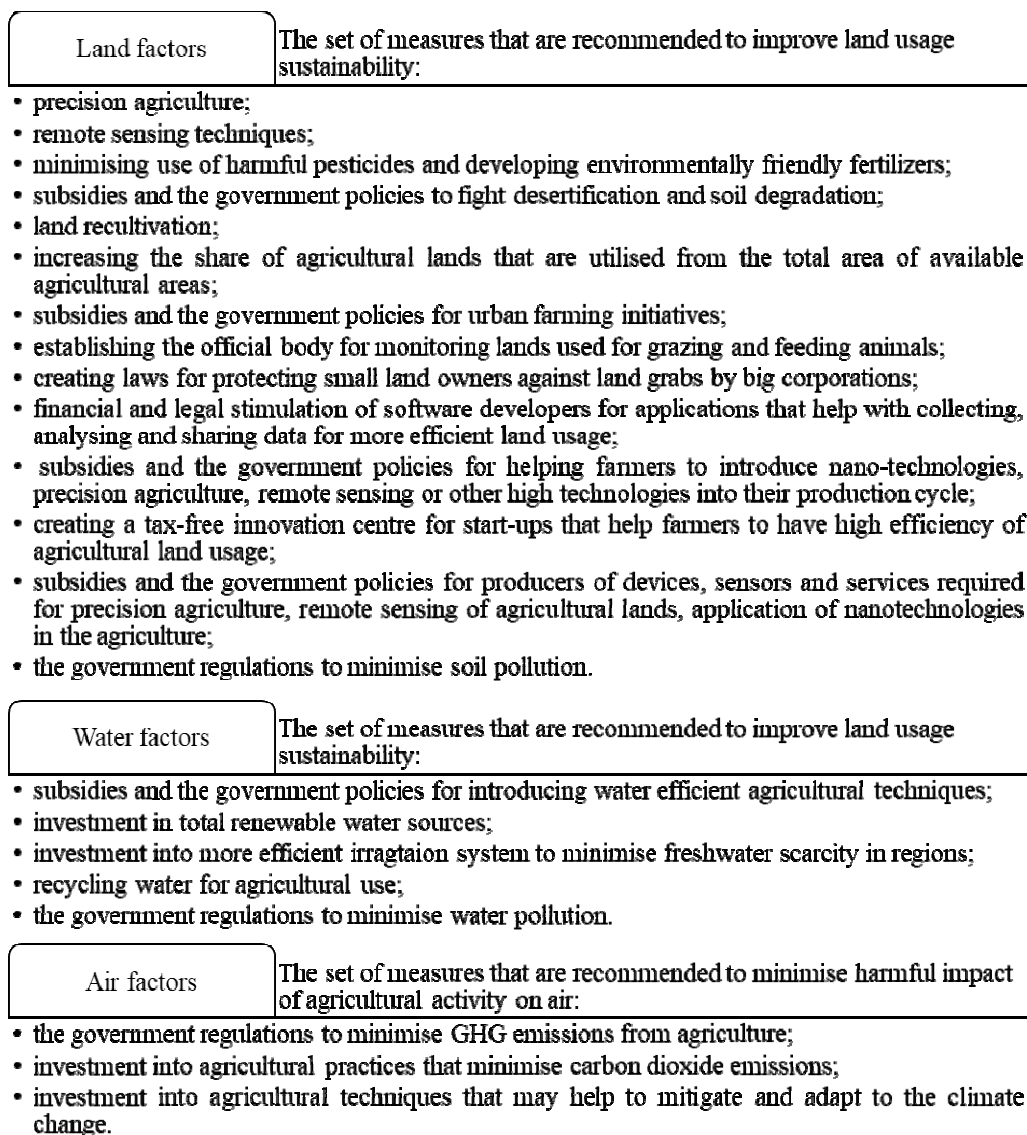 Land factors
The set of measures that are recommended to improve land usage
sustainability:
• precision agriculture;
• remote sensing techniques;
• minimising use of harmful pesticides and developing environmentally friendly fertilizers;
• subsidies and the government policies to fight desertification and soil degradation;
• land recultivation;
• increasing the share of agricultural lands that are utilised from the total area of available
agricultural areas;
• subsidies and the government policies for urban farming initiatives;
• establishing the official body for monitoring lands used for grazing and feeding animals;
• creating laws for protecting small land owners against land grabs by big corporations;
• financial and legal stimulation of software developers for applications that help with collecting,
analysing and sharing data for more efficient land usage;
• subsidies and the government policies for helping farmers to introduce nano-technologies,
precision agriculture, remote sensing or other high technologies into their production cycle;
• creating a tax-free innovation centre for start-ups that help farmers to have high efficiency of
agricultural land usage;
• subsidies and the government policies for producers of devices, sensors and services required
for precision agriculture, remote sensing of agricultural lands, application of nanotechnologies
in the agriculture;
• the government regulations to minimise soil pollution.
Water factors
The set of measures that are recommended to improve land usage
sustainability:
• subsidies and the government policies for introducing water efficient agricultural techniques;
• investment in total renewable water sources;
• investment into more efficient irragtaion system to minimise freshwater scarcity in regions;
• recycling water for agricultural use;
• the government regulations to minimise water pollution.
Air factors
The set of measures that are recommended to minimise harmful impact
of agricultural activity on air:
• the government regulations to minimise GHG emissions from agriculture;
• investment into agricultural practices that minimise carbon dioxide emissions;
• investment into agricultural techniques that may help to mitigate and adapt to the climate
change.